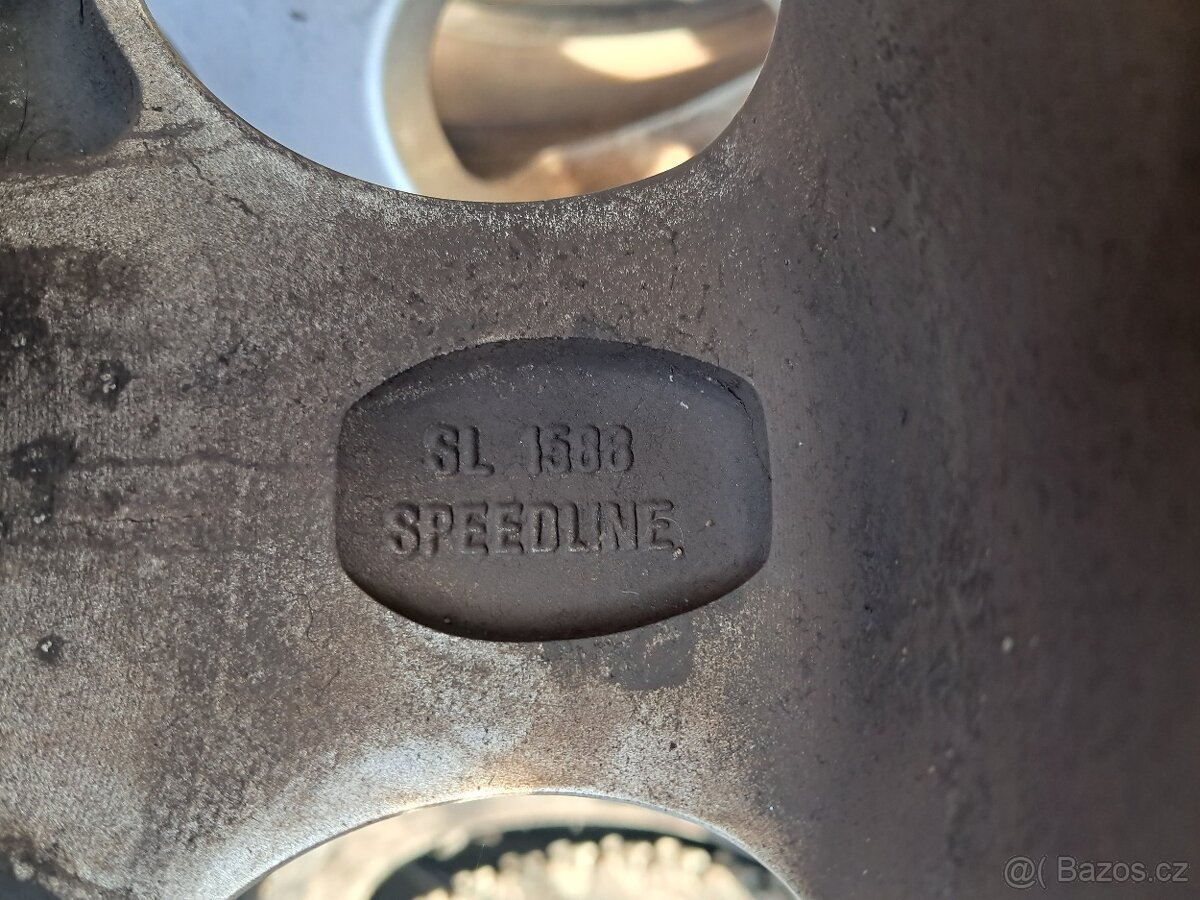 SL 1588
SPEEDLINE
@( Bazos.cz